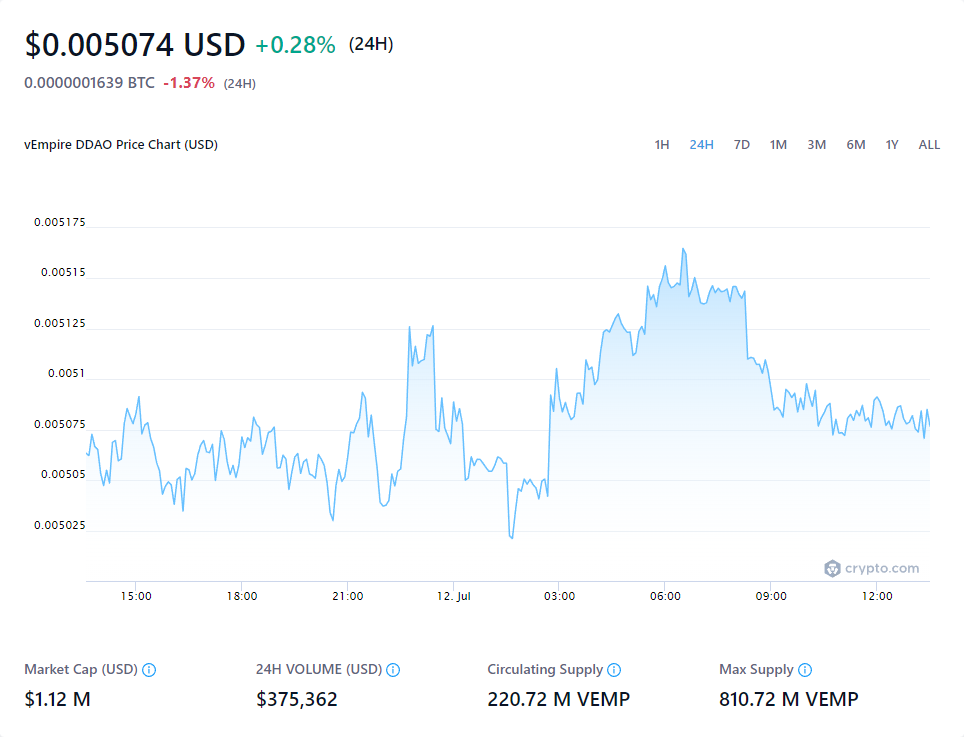 $0.005074 USD +0.28% (24H)
0.0000001639 BTC -1.37% (24H)
vEmpire DDAO Price Chart (USD) 1H 24H 7D 1M 3M 6M 1Y ALL
0.005175
0.00515
0.005125
0.0051
0.005075
0.00505
0.005025
crypto.com
15:00 18:00 21:00 12. Jul 03:00 06:00 09:00 12:00
Market Cap (USD) 24H VOLUME (USD) Circulating Supply Max Supply
$1.12 M $375,362 220.72 M VEMP 810.72 M VEMP